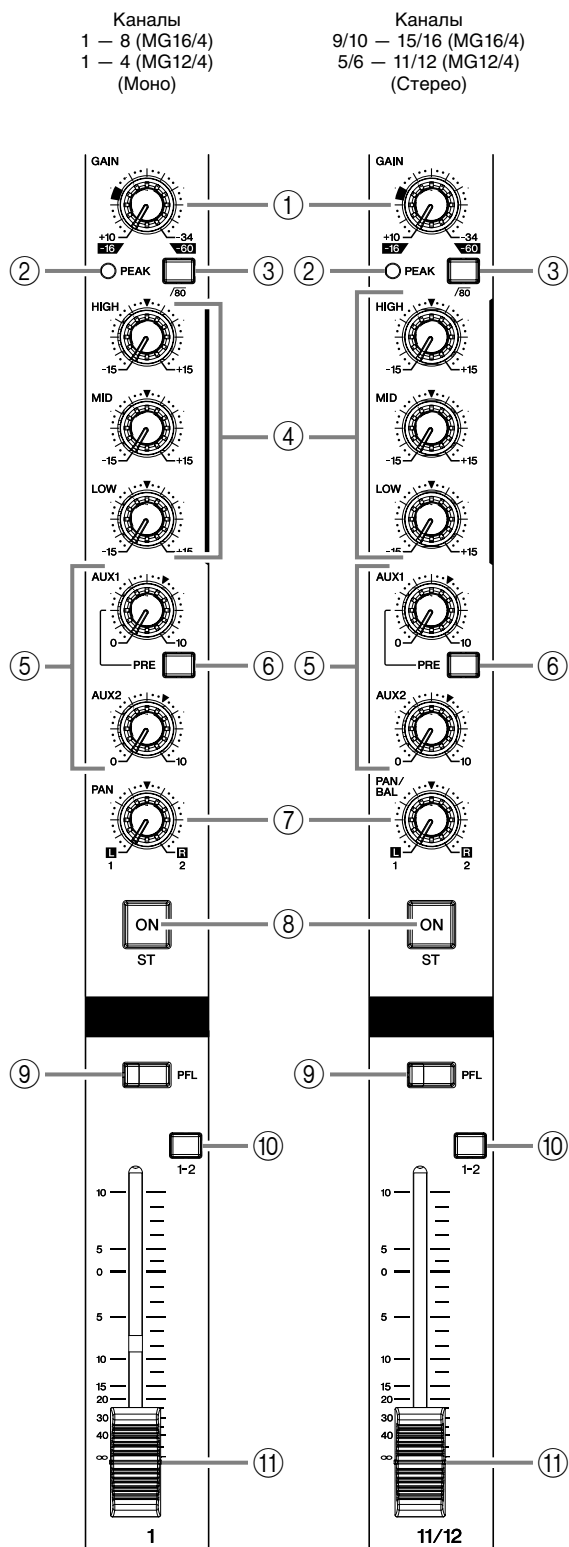 Каналы
1 — 8 (MG16/4)
1 — 4 (MG12/4)
(Моно)
Каналы
9/10 — 15/16 (MG16/4)
5/6 — 11/12 (MG12/4)
(Стерео)
GAIN
+10 -34
-16 -60
① 
GAIN
+10 -34
-16 -60
② PEAK ③
/80
② PEAK ③
/80
HIGH
-15 +15
MID
-15 +15
LOW
-15 +15
④
HIGH
-15 +15
MID
-15 +15
LOW
-15 +15
AUX1
0 10
⑤ PRE ⑥
AUX2
0 10
AUX1
0 10
⑤ PRE ⑥
AUX2
0 10
PAN
L R
1 2
⑦
PAN/
BAL
L R
1 2
ON
ST
⑧
ON
ST
⑨ PFL
⑨ PFL
⑩
1-2
⑩
1-2
10
5
0
5
10
15
20
30
40
∞
⑪
1
10
5
0
5
10
15
20
30
40
∞
⑪
11/12